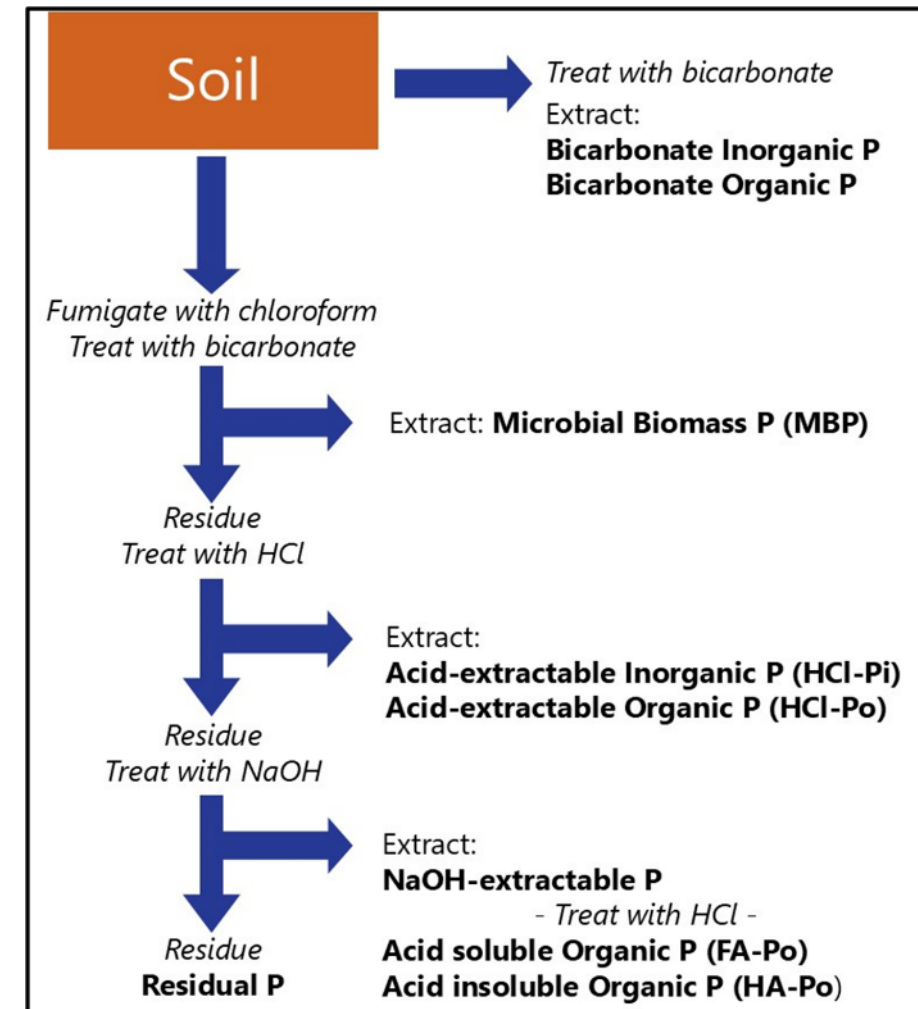 Soil
Treat with bicarbonate
Extract:
Bicarbonate Inorganic P
Bicarbonate Organic P
Fumigate with chloroform
Treat with bicarbonate
Extract: Microbial Biomass P (MBP)
Residue
Treat with HCl
Extract:
Acid-extractable Inorganic P (HCl-Pi)
Acid-extractable Organic P (HCl-Po)
Residue
Treat with NaOH
Extract:
NaOH-extractable P
- Treat with HCl -
Acid soluble Organic P (FA-Po)
Acid insoluble Organic P (HA-Po)
Residue
Residual P